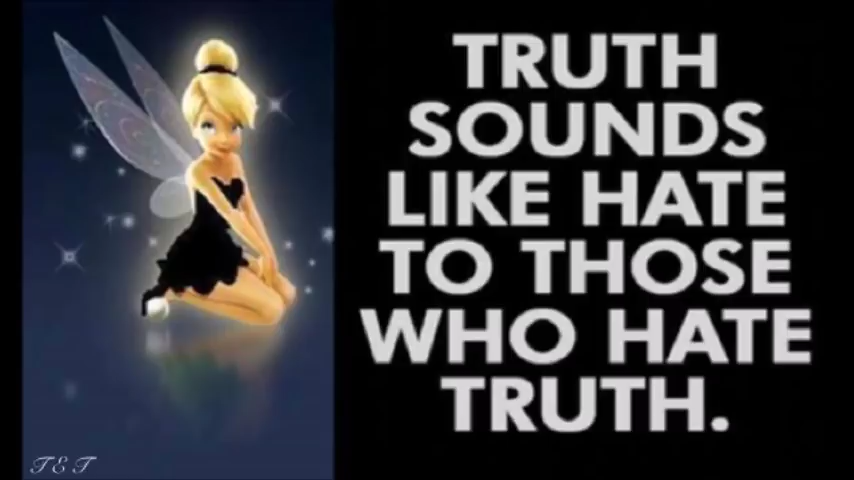 TRUTH
SOUNDS
LIKE HATE
TO THOSE
WHO HATE
TRUTH.
T&T